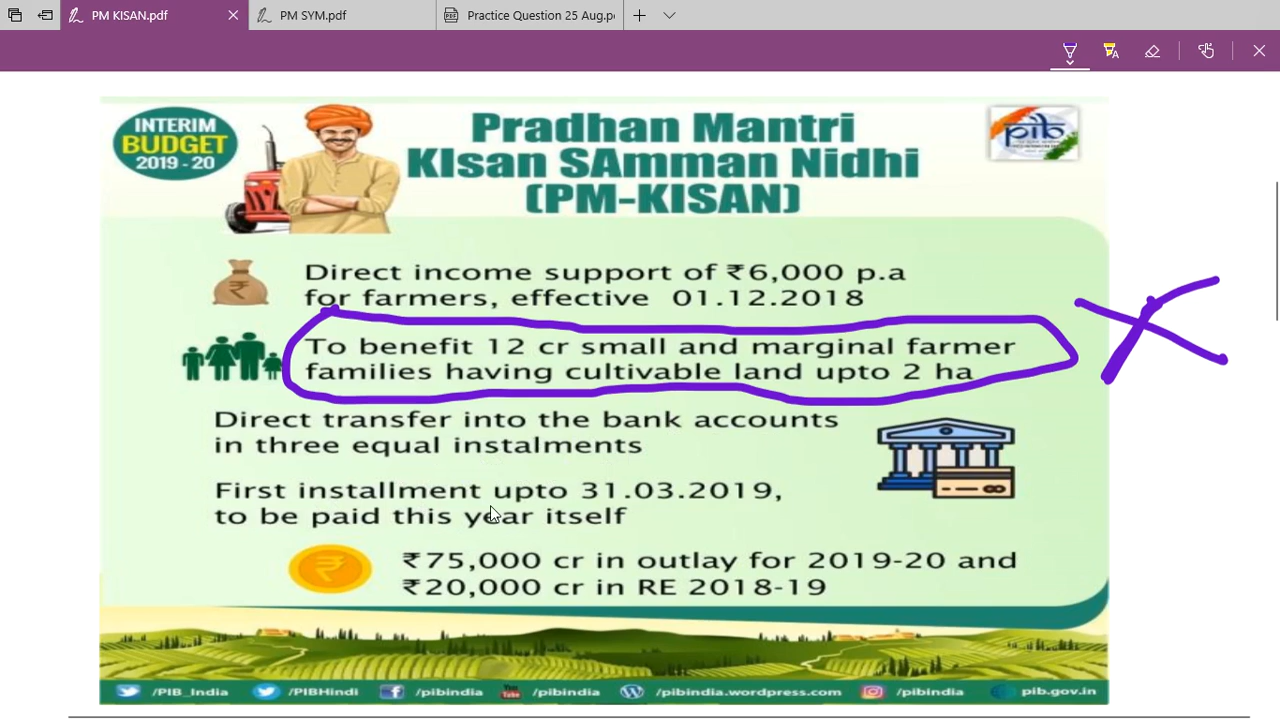 PM KISAN.pdf
PM SYM.pdf
Practice Question 25 Aug.p
INTERIM
BUDGET
2019 - 20
Pradhan Mantri
KIsan SAmman Nidhi
(PM-KISAN)
pib
Direct income support of ₹6,000 p.a
for farmers, effective 01.12.2018
To benefit 12 cr small and marginal farmer
families having cultivable land upto 2 ha
Direct transfer into the bank accounts
in three equal instalments
First installment upto 31.03.2019,
to be paid this year itself
₹75,000 cr in outlay for 2019-20 and
₹20,000 cr in RE 2018-19
/PIB_India /PIBHindi /pibindia /pibindia /pibindia.wordpress.com /pibindia pib.gov.in